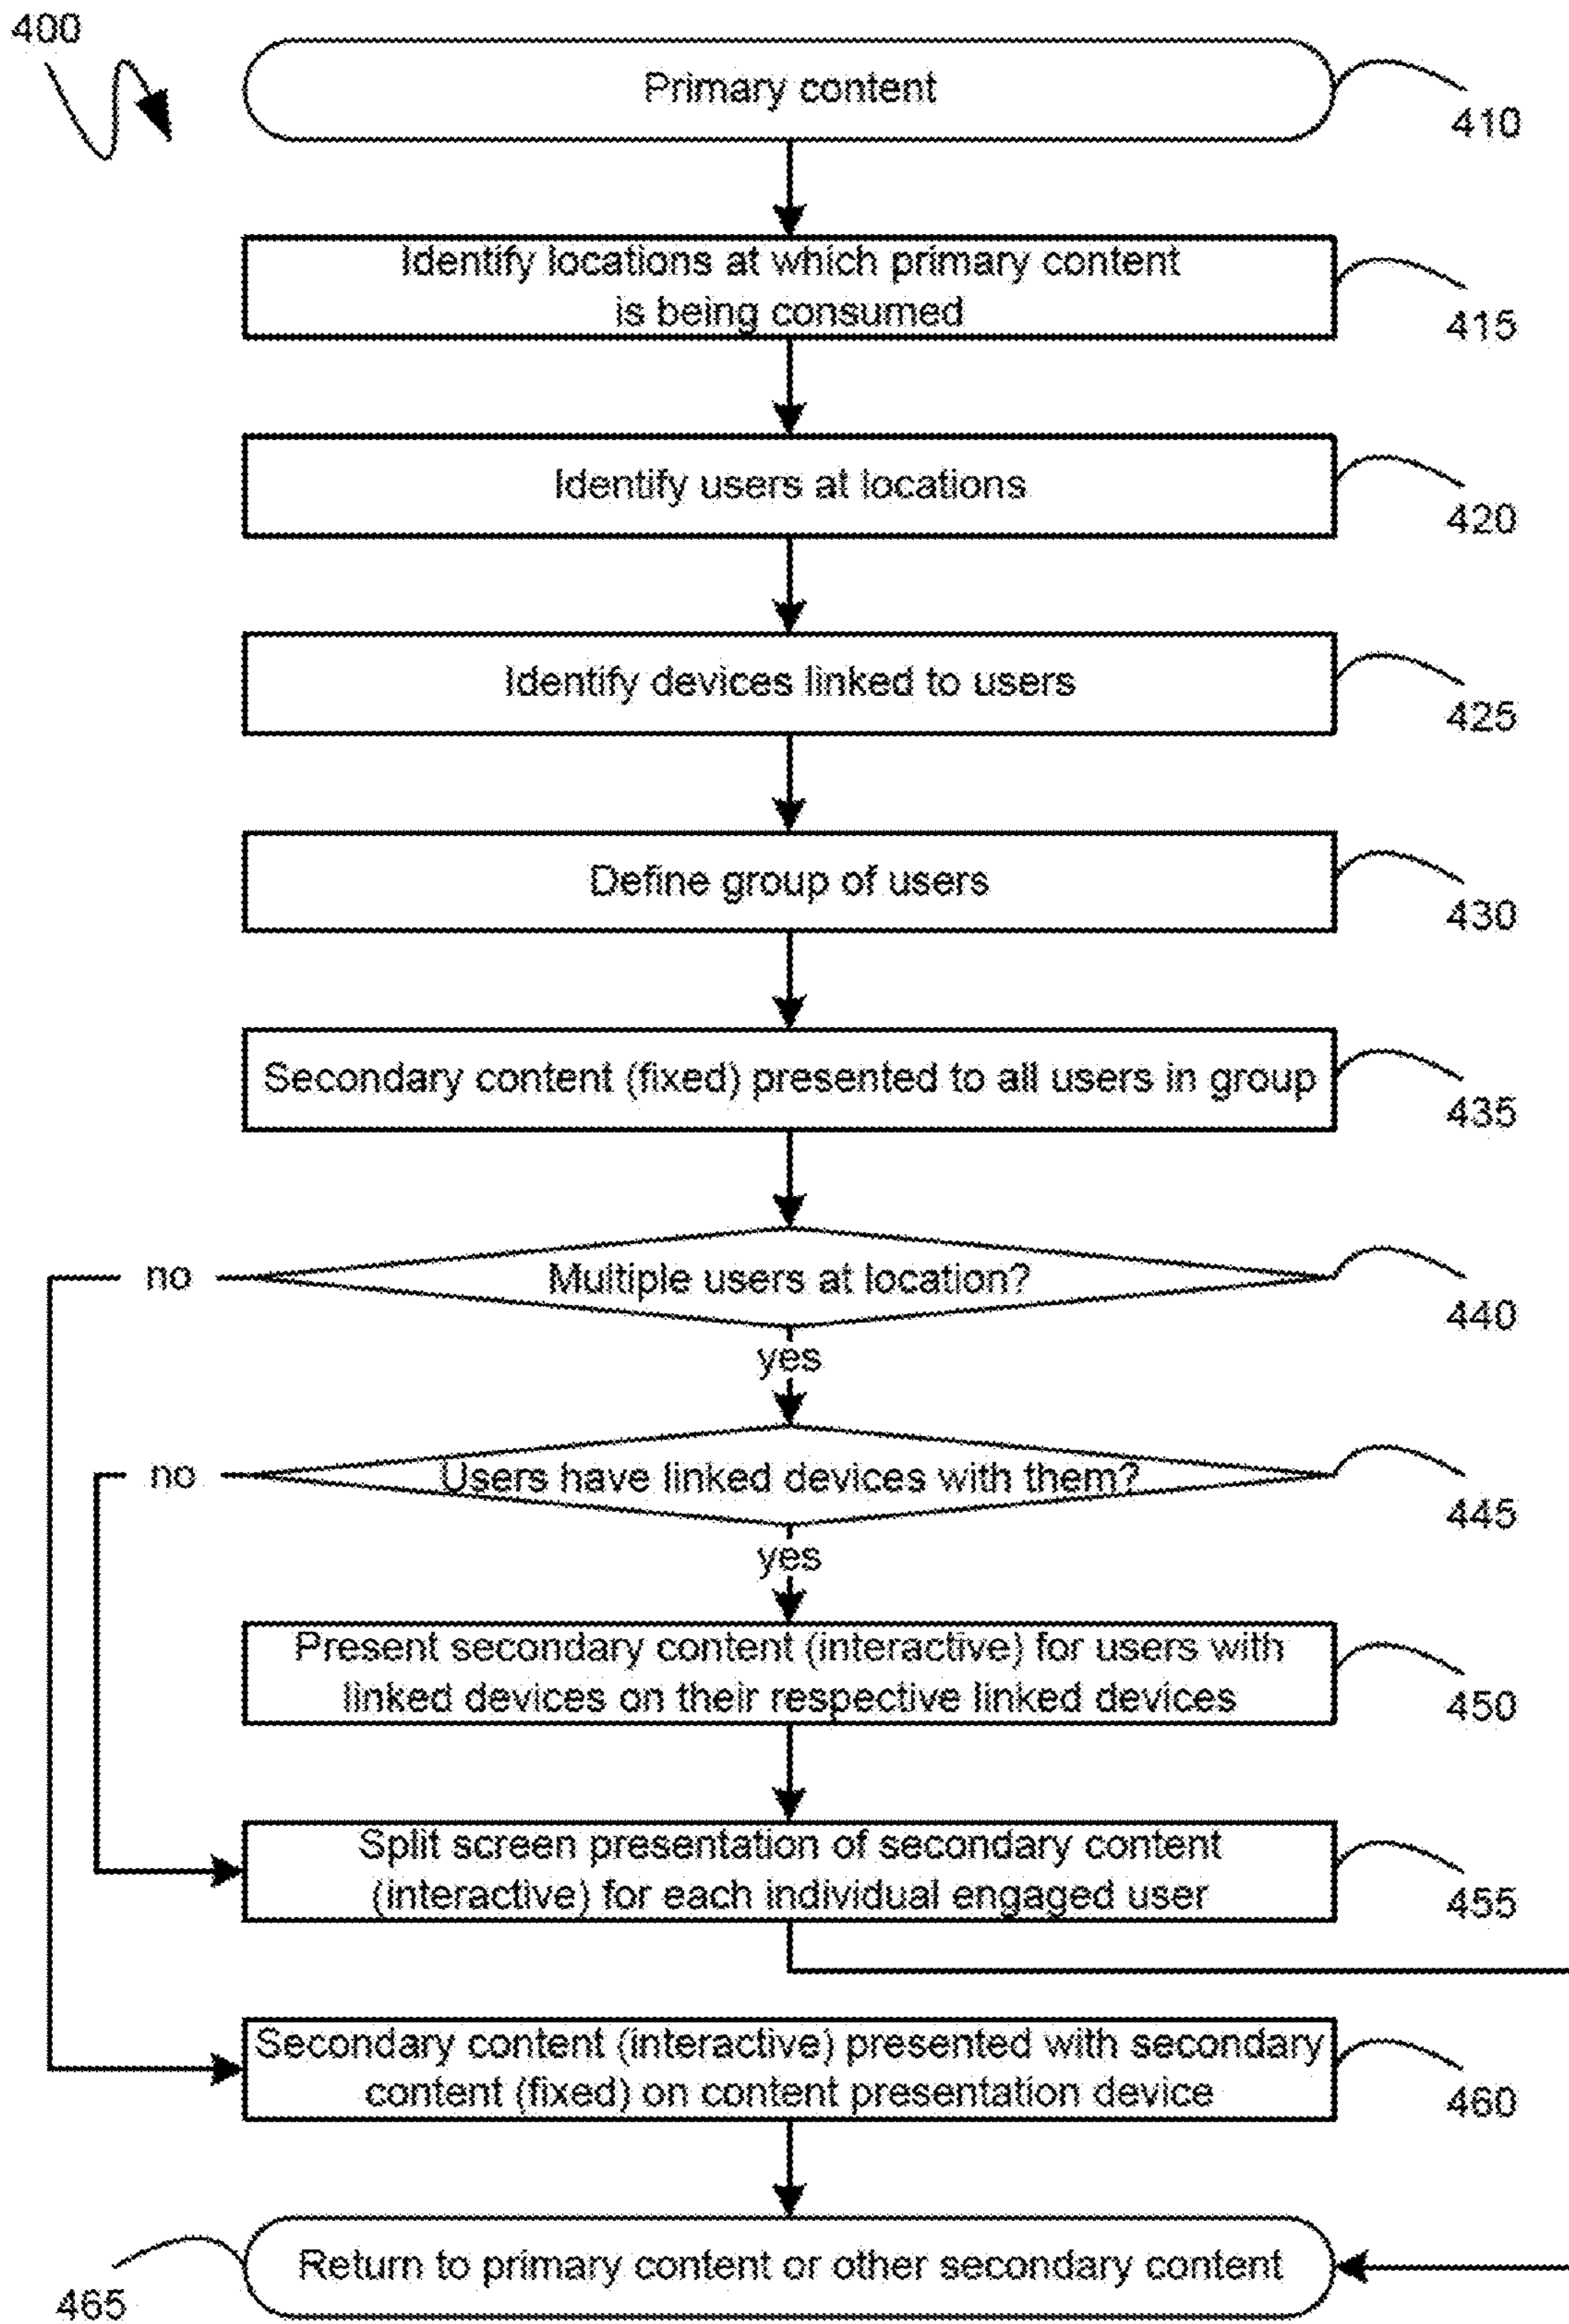 400
Primary content
410
Identify locations at which primary content
is being consumed
415
Identify users at locations
420
Identify devices linked to users
425
Define group of users
430
Secondary content (fixed) presented to all users in group
435
no
Multiple users at location?
440
yes
no
Users have linked devices with them?
445
yes
Present secondary content (interactive) for users with
linked devices on their respective linked devices
450
Split screen presentation of secondary content
(interactive) for each individual engaged user
455
Secondary content (interactive) presented with secondary
content (fixed) on content presentation device
460
Return to primary content or other secondary content
465